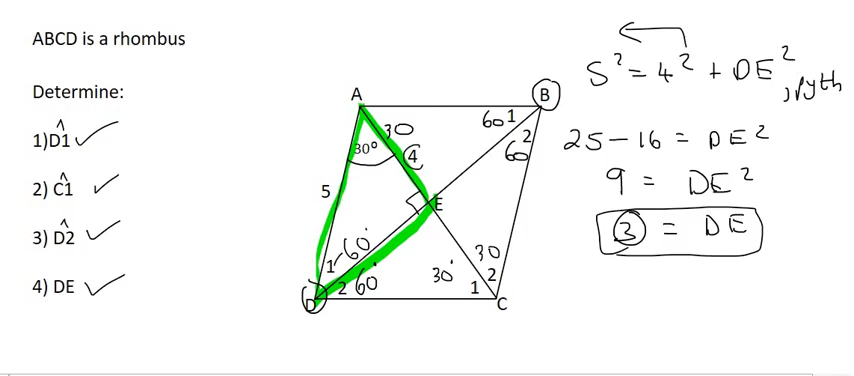 ABCD is a rhombus
Determine:
1) D̂1
2) Ĉ1
3) D̂2
4) DE
A
B
30
30°
4
5
60 1
2
60
E
1 60°
D
2 60°
30°
1
30
2
C
5² = 4² + DE², pyth
25 - 16 = DE²
9 = DE²
3 = DE